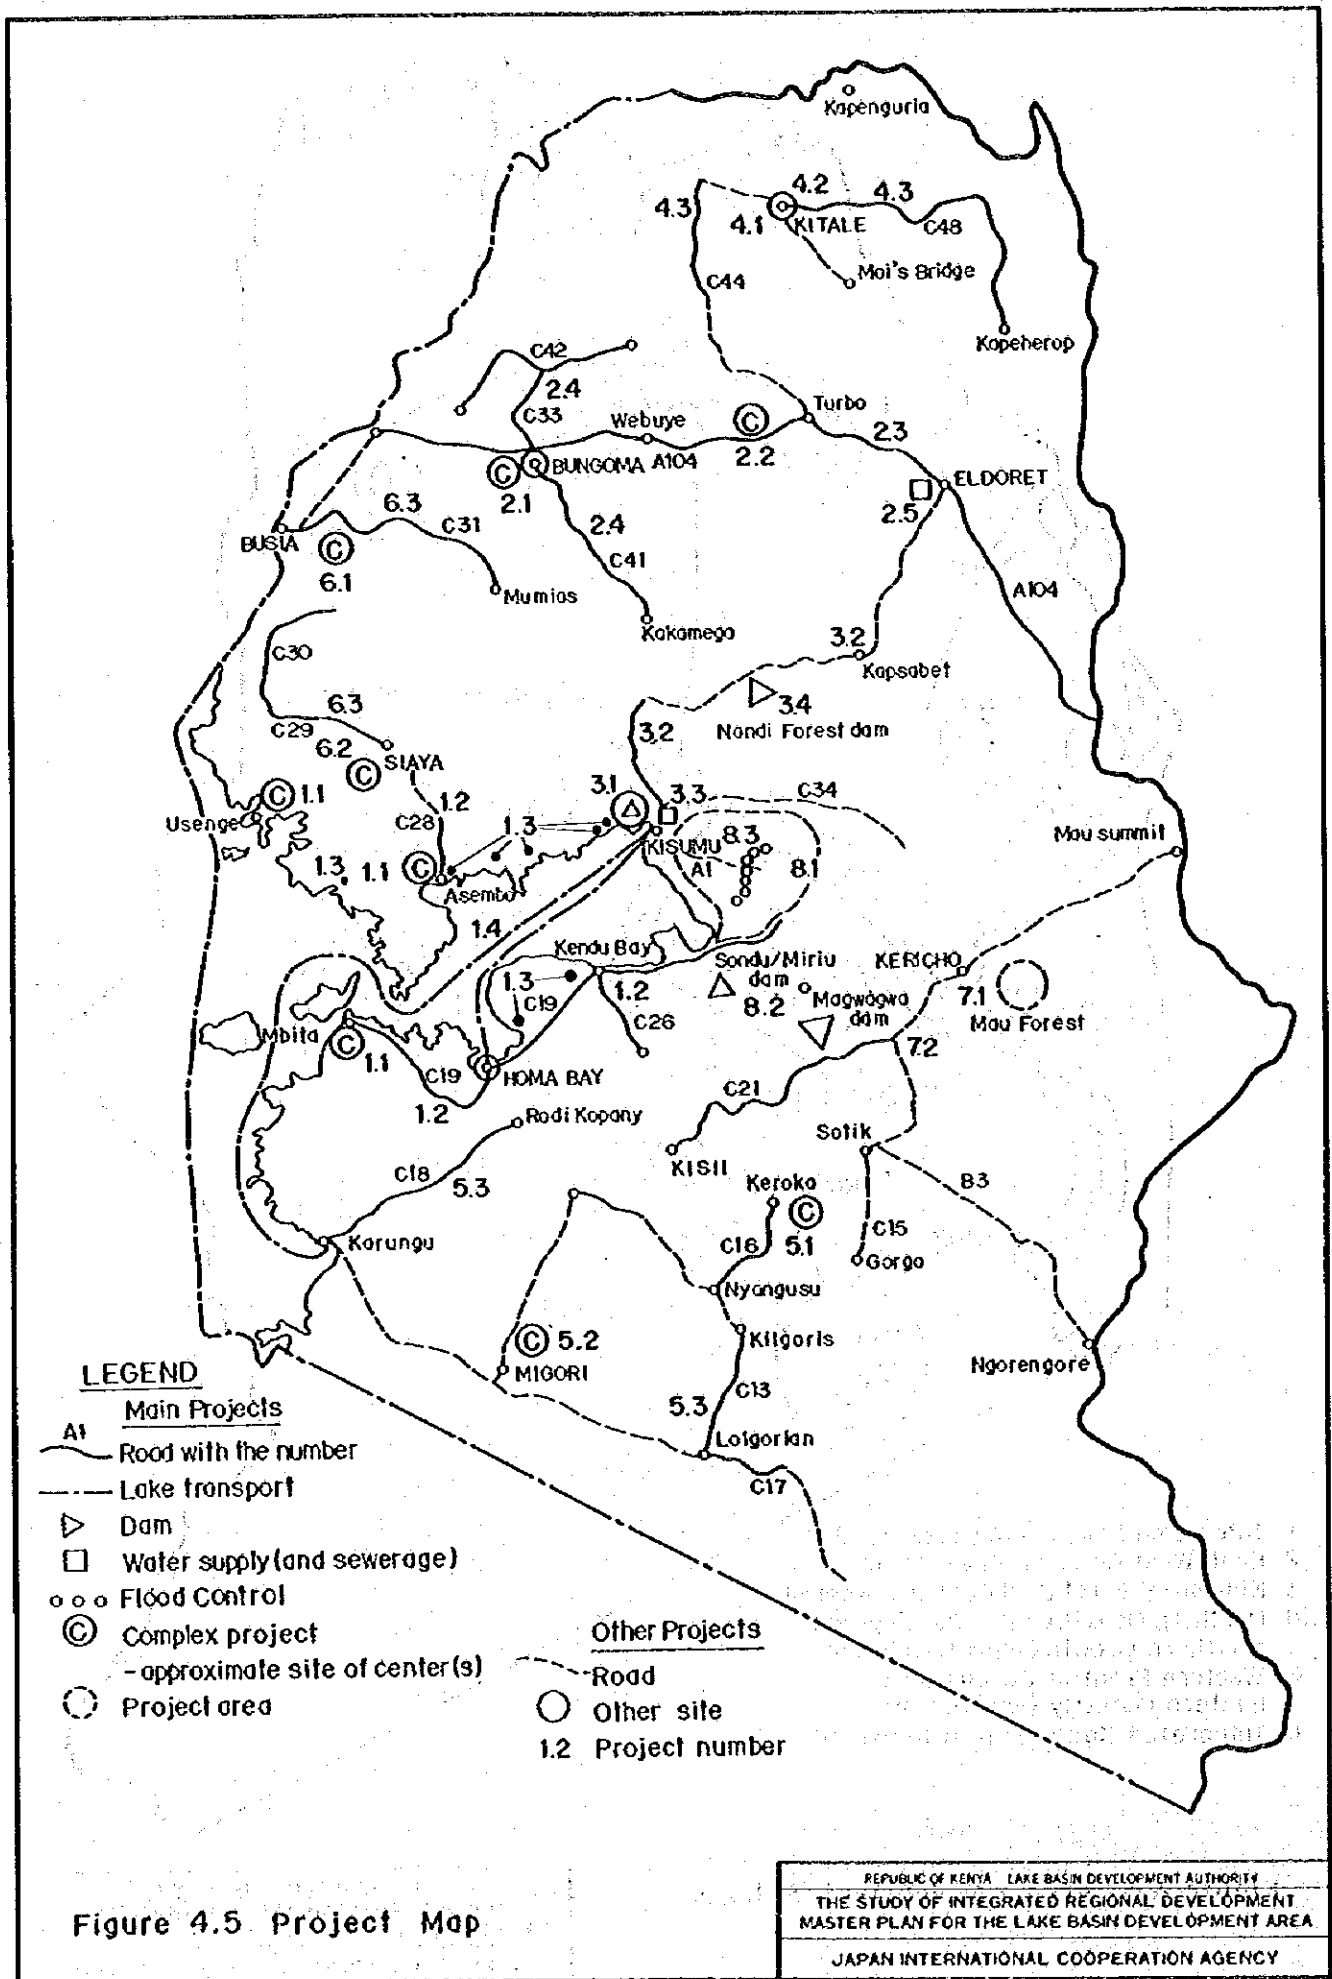 Kapenguria
4.2
4.3
4.3
4.1
KITALE
C48
Moi's Bridge
C44
Kapcherop
C42
2.4
C33
Turbo
Webuye
C
2.3
BUNGOMA
A104
2.2
C
2.1
ELDORET
2.5
6.3
C31
2.4
BUSIA
C
C41
6.1
A104
Mumias
Kakamega
C30
3.2
Kapsabet
3.4
6.3
C29
3.2
Nandi Forest dam
6.2
SIAYA
C
C
1.1
3.1
3.3
C34
1.2
Usenge
C28
1.3
KISUMU
8.3
Mau summit
1.3
1.1
C
A1
8.1
Asembo
1.4
Kendu Bay
Sondu/Miriu
dam
KERICHO
1.3
C19
1.2
8.2
Magwagwa
dam
7.1
Mau Forest
C26
Mbita
C
1.1
7.2
C19
HOMA BAY
C21
1.2
Rodi Kopany
Sotik
KISII
C18
5.3
Keroka
B3
C
C15
C16
5.1
Karungu
Gorgo
Nyangusu
C
5.2
Kilgoris
MIGORI
Ngorengore
C13
5.3
Lolgorian
C17
LEGEND
Main Projects
A1
Road with the number
Lake transport
Dam
Water supply (and sewerage)
Flood Control
C Complex project
- approximate site of center(s)
Project area
Other Projects
Road
Other site
1.2 Project number
Figure 4.5 Project Map
REPUBLIC OF KENYA LAKE BASIN DEVELOPMENT AUTHORITY
THE STUDY OF INTEGRATED REGIONAL DEVELOPMENT
MASTER PLAN FOR THE LAKE BASIN DEVELOPMENT AREA
JAPAN INTERNATIONAL COOPERATION AGENCY